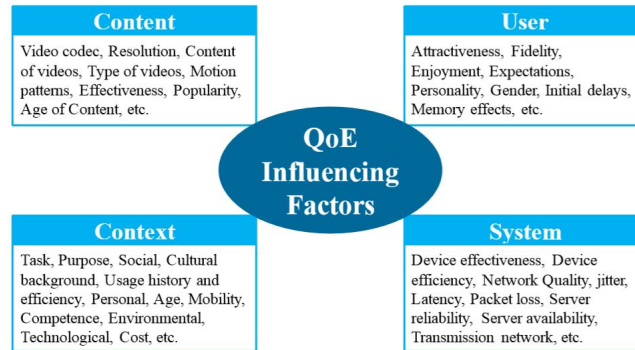 Content
Video codec, Resolution, Content
of videos, Type of videos, Motion
patterns, Effectiveness, Popularity,
Age of Content, etc.
User
Attractiveness, Fidelity,
Enjoyment, Expectations,
Personality, Gender, Initial delays,
Memory effects, etc.
QoE
Influencing
Factors
Context
Task, Purpose, Social, Cultural
background, Usage history and
efficiency, Personal, Age, Mobility,
Competence, Environmental,
Technological, Cost, etc.
System
Device effectiveness, Device
efficiency, Network Quality, jitter,
Latency, Packet loss, Server
reliability, Server availability,
Transmission network, etc.